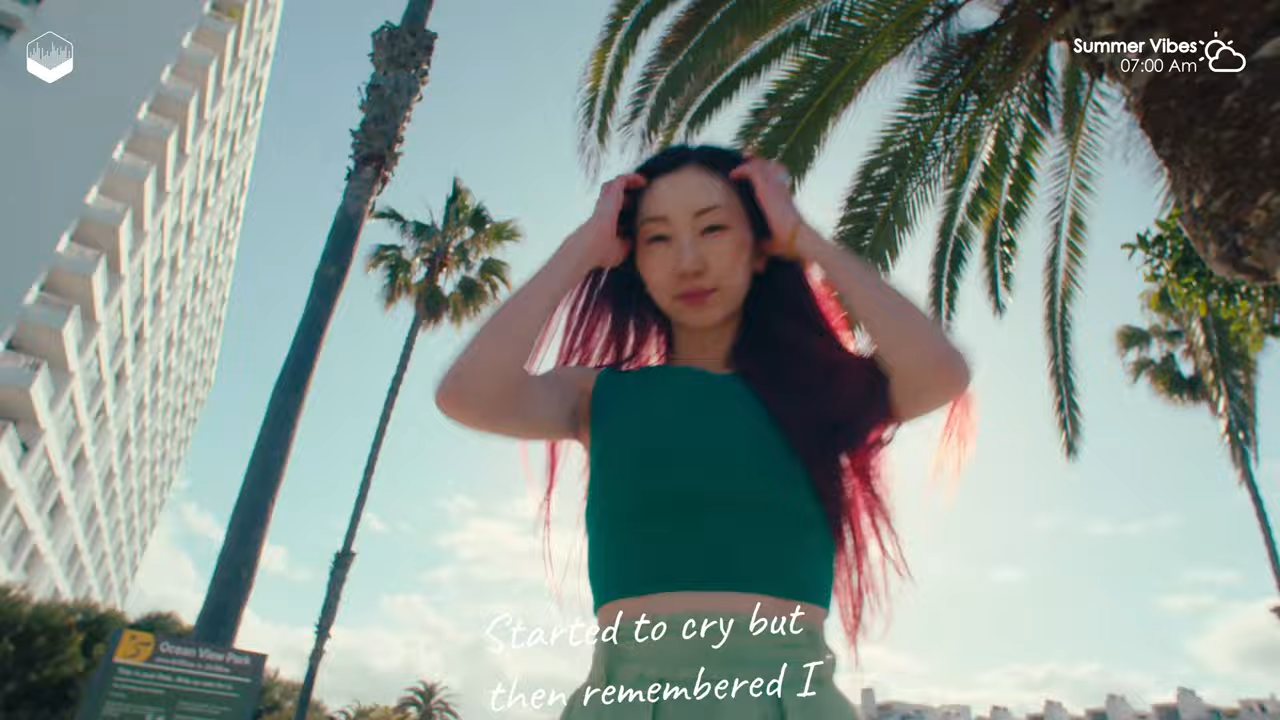 Summer Vibes
07:00 Am
Ocean View Park
Started to cry but
then remembered I